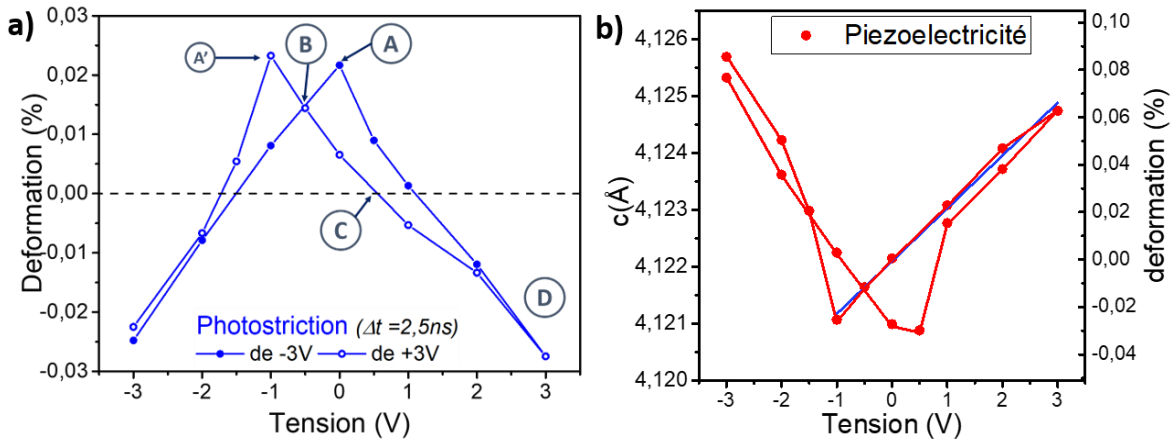 a)
0,03
0,02
0,01
0,00
-0,01
-0,02
-0,03
Deformation (%)
A'
B
A
C
D
Photostriction (Δt =2,5ns)
de -3V
de +3V
-3
-2
-1
0
1
2
3
Tension (V)
b)
4,126
4,125
4,124
4,123
4,122
4,121
4,120
c(Å)
Piezoelectricité
0,10
0,08
0,06
0,04
0,02
0,00
-0,02
-0,04
deformation (%)
-3
-2
-1
0
1
2
3
Tension (V)